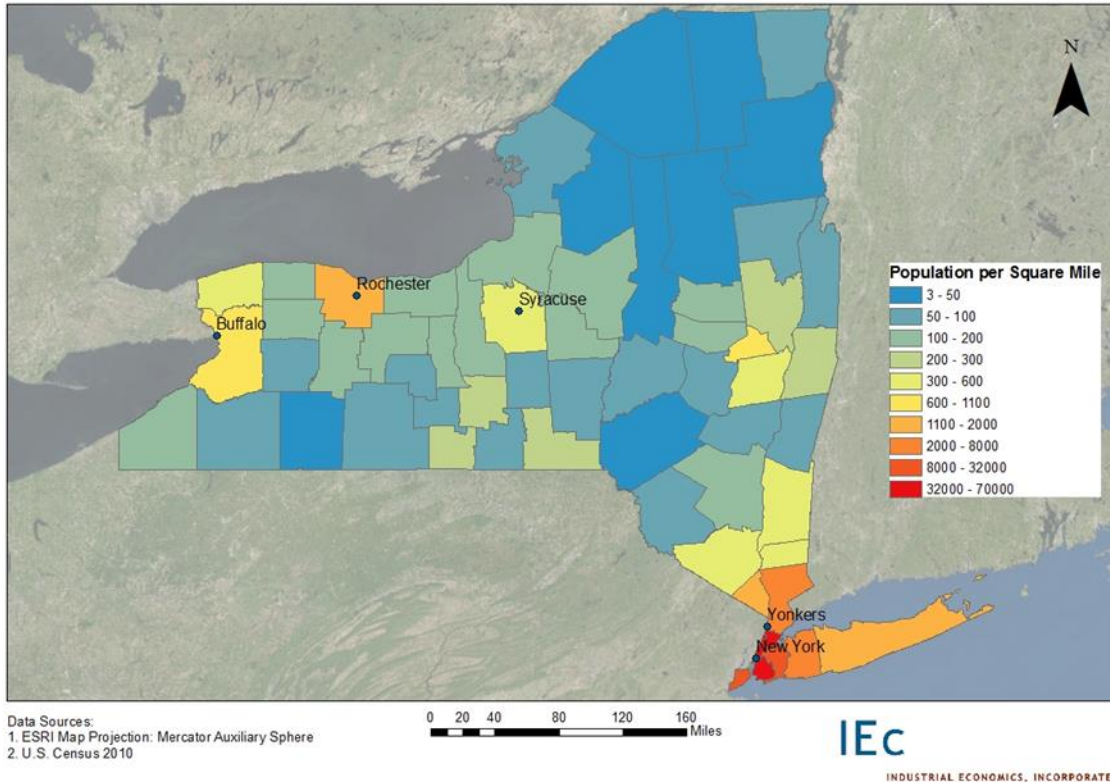 N
Rochester
Syracuse
Buffalo
Population per Square Mile
3 - 50
50 - 100
100 - 200
200 - 300
300 - 600
600 - 1100
1100 - 2000
2000 - 8000
8000 - 32000
32000 - 70000
Yonkers
New York
Data Sources:
1. ESRI Map Projection: Mercator Auxiliary Sphere
2. U.S. Census 2010
0 20 40 80 120 160
Miles
IEc
INDUSTRIAL ECONOMICS, INCORPORATE